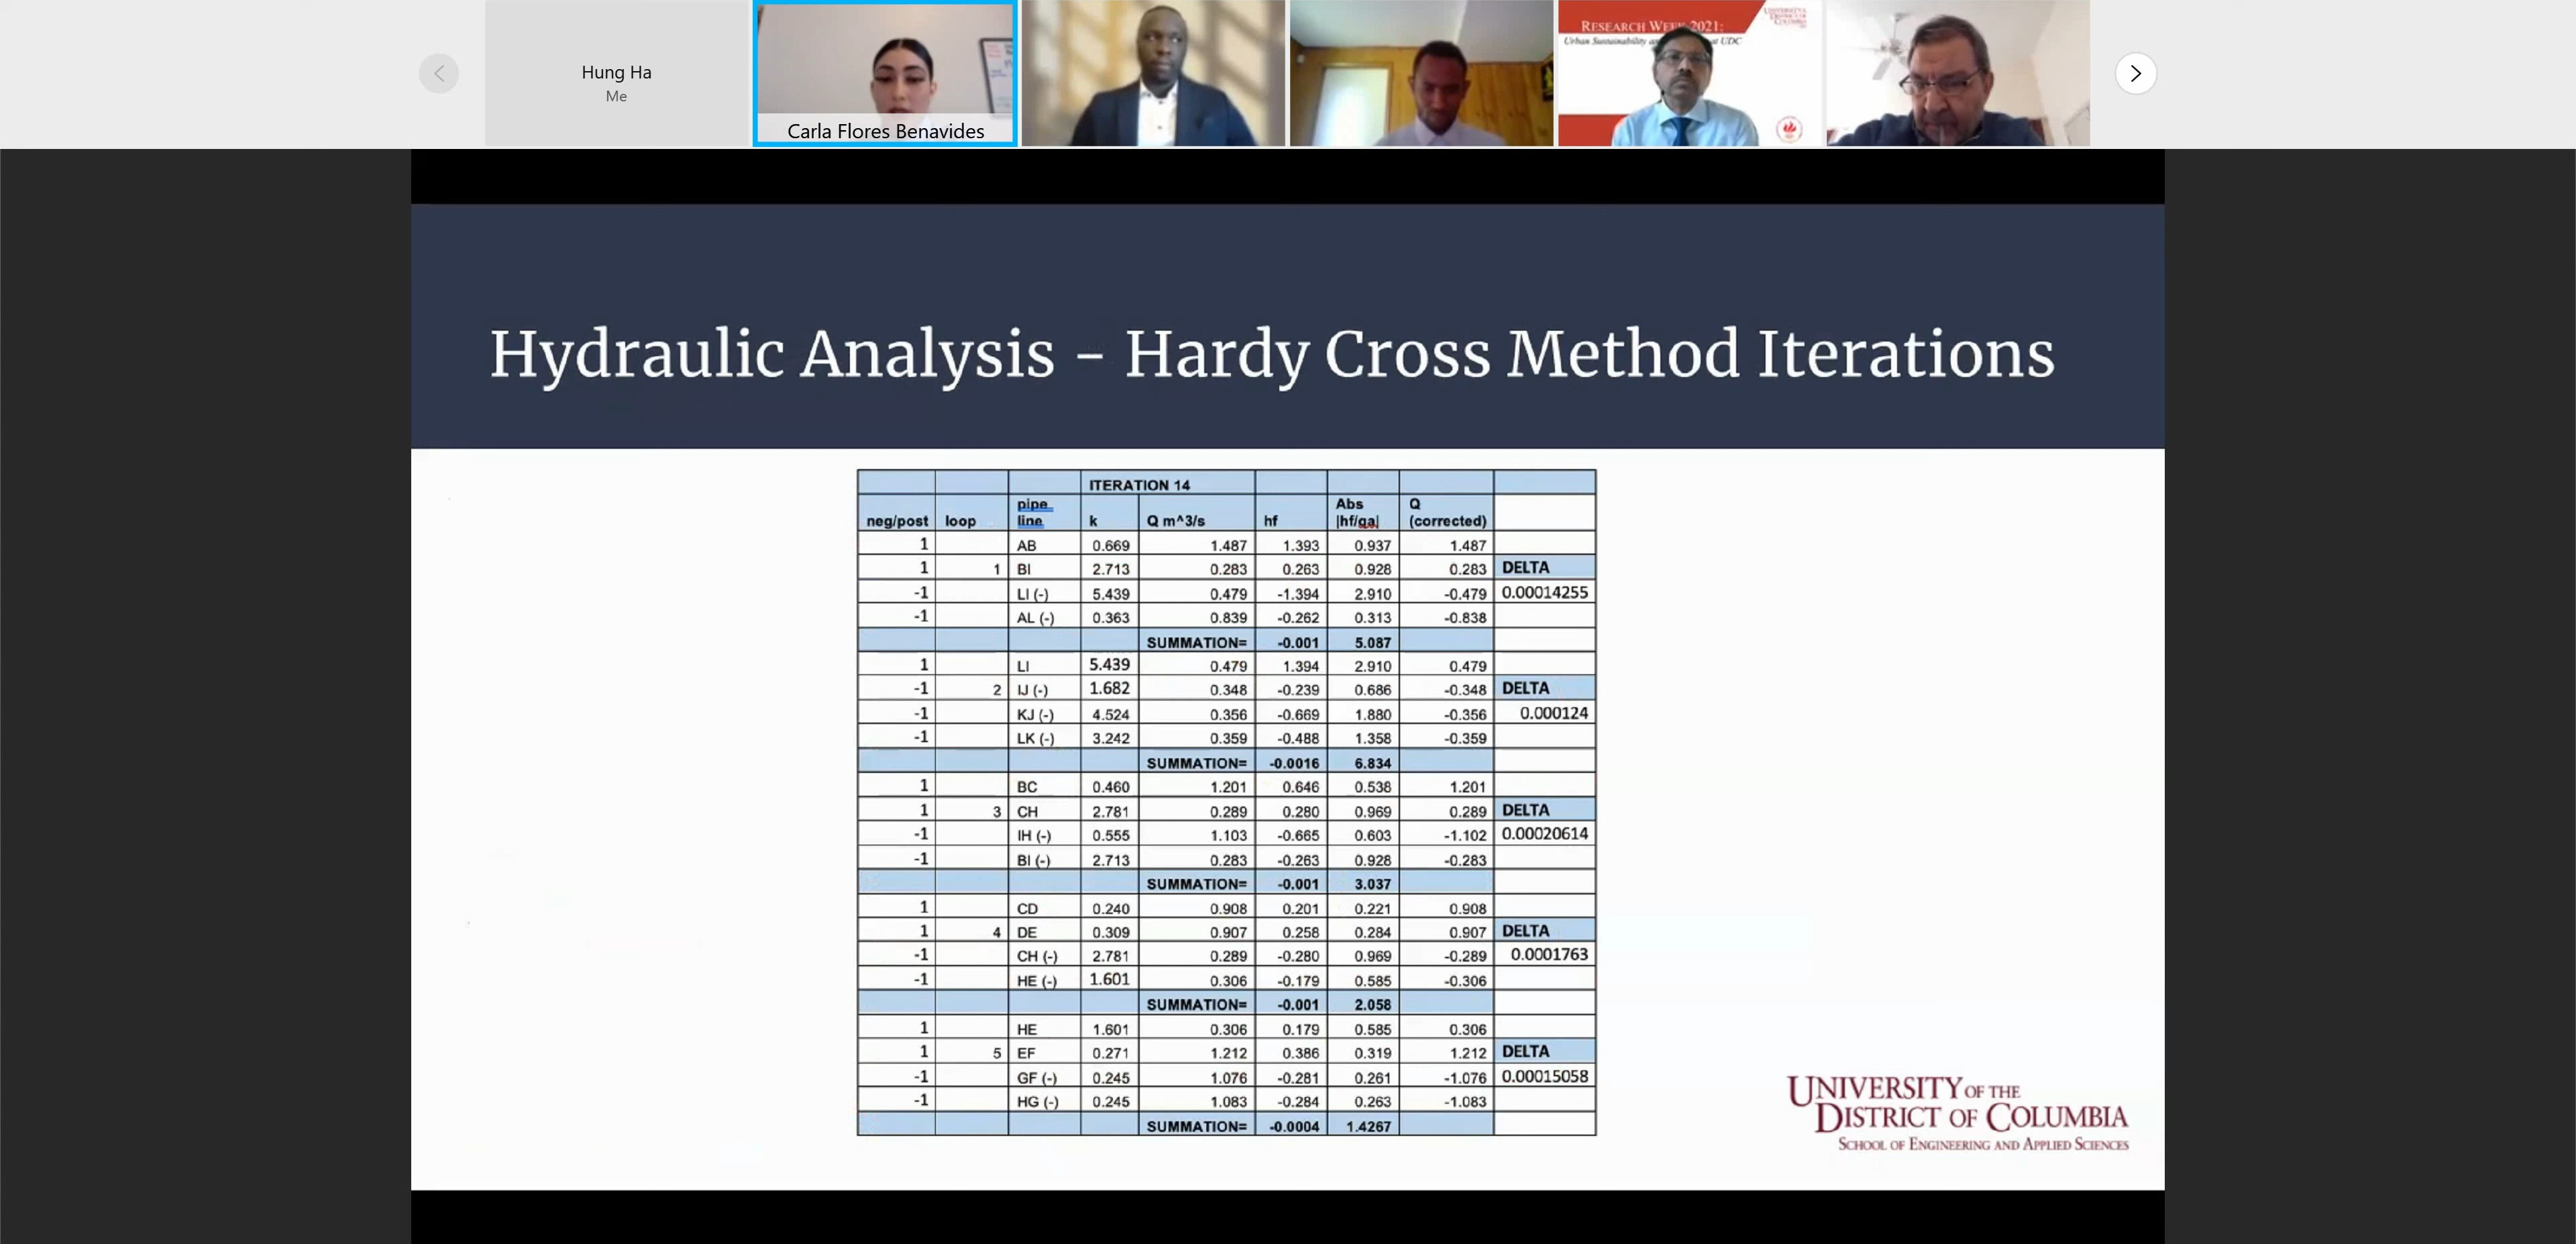 Hung Ha
Me
Carla Flores Benavides
RESEARCH WEEK 2021:
UNIVERSITY of the
DISTRICT OF
Urban Sustainability an at UDC
Hydraulic Analysis – Hardy Cross Method Iterations
ITERATION 14
neg/post loop pipe line k Q m^3/s hf Abs |hf/qa| Q (corrected)
1 AB 0.669 1.487 1.393 0.937 1.487
1 1 BI 2.713 0.283 0.263 0.928 0.283 DELTA
-1 LI (-) 5.439 0.479 -1.394 2.910 -0.479 0.00014255
-1 AL (-) 0.363 0.839 -0.262 0.313 -0.838
SUMMATION= -0.001 5.087
1 LI 5.439 0.479 1.394 2.910 0.479
-1 2 IJ (-) 1.682 0.348 -0.239 0.686 -0.348 DELTA
-1 KJ (-) 4.524 0.356 -0.669 1.880 -0.356 0.000124
-1 LK (-) 3.242 0.359 -0.488 1.358 -0.359
SUMMATION= -0.0016 6.834
1 BC 0.460 1.201 0.646 0.538 1.201
1 3 CH 2.781 0.289 0.280 0.969 0.289 DELTA
-1 IH (-) 0.555 1.103 -0.665 0.603 -1.102 0.00020614
-1 BI (-) 2.713 0.283 -0.263 0.928 -0.283
SUMMATION= -0.001 3.037
1 CD 0.240 0.908 0.201 0.221 0.908
1 4 DE 0.309 0.907 0.258 0.284 0.907 DELTA
-1 CH (-) 2.781 0.289 -0.280 0.969 -0.289 0.0001763
-1 HE (-) 1.601 0.306 -0.179 0.585 -0.306
SUMMATION= -0.001 2.058
1 HE 1.601 0.306 0.179 0.585 0.306
1 5 EF 0.271 1.212 0.386 0.319 1.212 DELTA
-1 GF (-) 0.245 1.076 -0.281 0.261 -1.076 0.00015058
-1 HG (-) 0.245 1.083 -0.284 0.263 -1.083
SUMMATION= -0.0004 1.4267
UNIVERSITY OF THE
DISTRICT OF COLUMBIA
SCHOOL OF ENGINEERING AND APPLIED SCIENCES